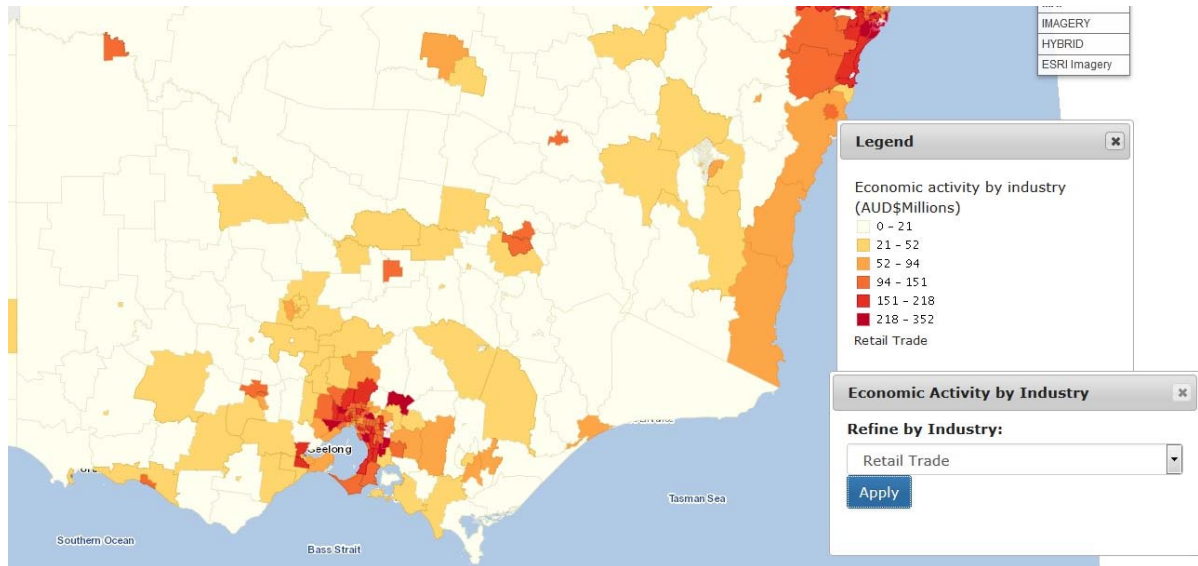 IMAGERY
HYBRID
ESRI Imagery
Legend
Economic activity by industry
(AUD$Millions)
0 – 21
21 – 52
52 – 94
94 – 151
151 – 218
218 – 352
Retail Trade
Economic Activity by Industry
Refine by Industry:
Retail Trade
Apply
Geelong
Tasman Sea
Southern Ocean
Bass Strait